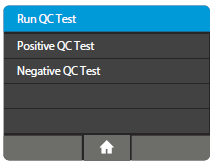 Run QC Test
Positive QC Test
Negative QC Test